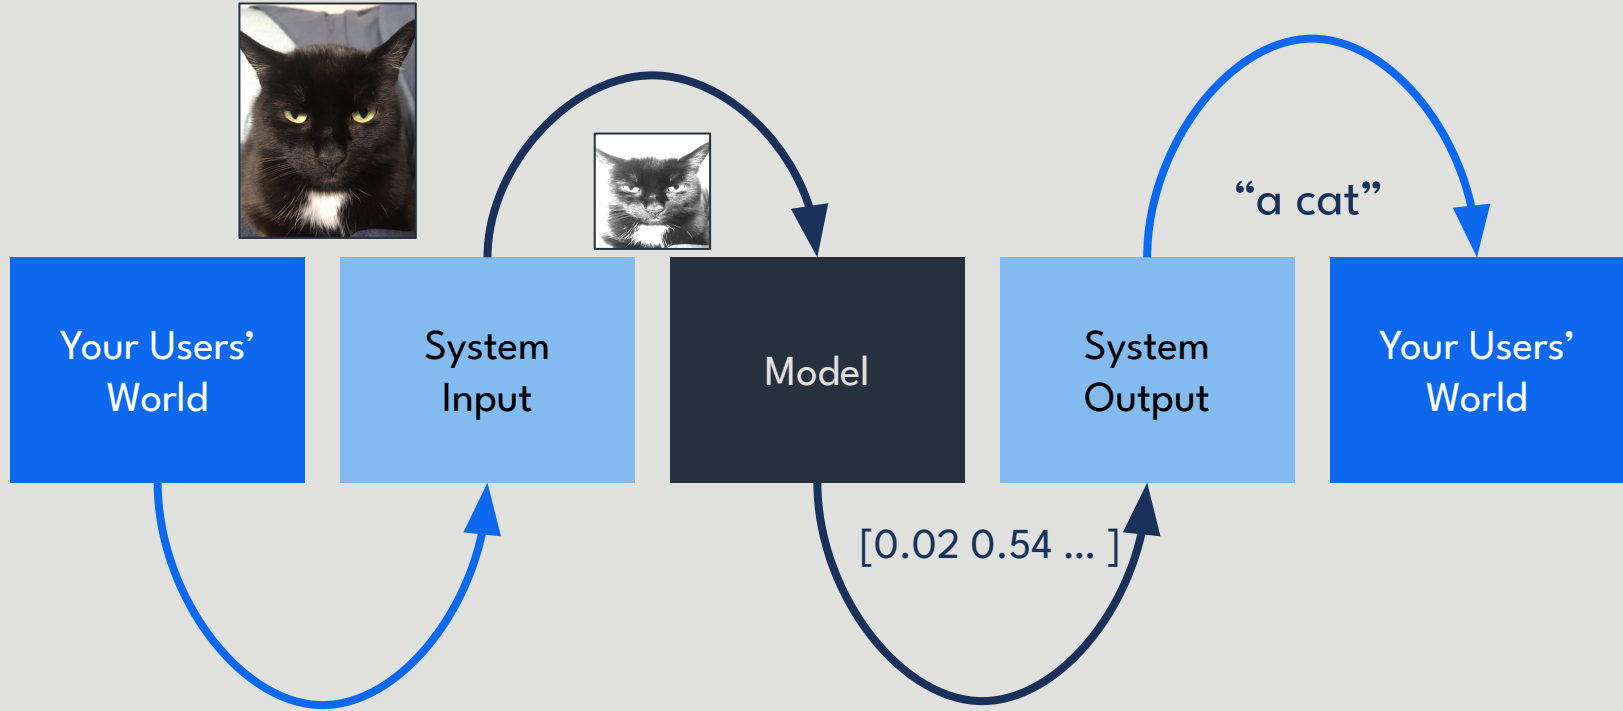 “a cat”
Your Users’
World
System
Input
Model
System
Output
Your Users’
World
[0.02 0.54 ... ]